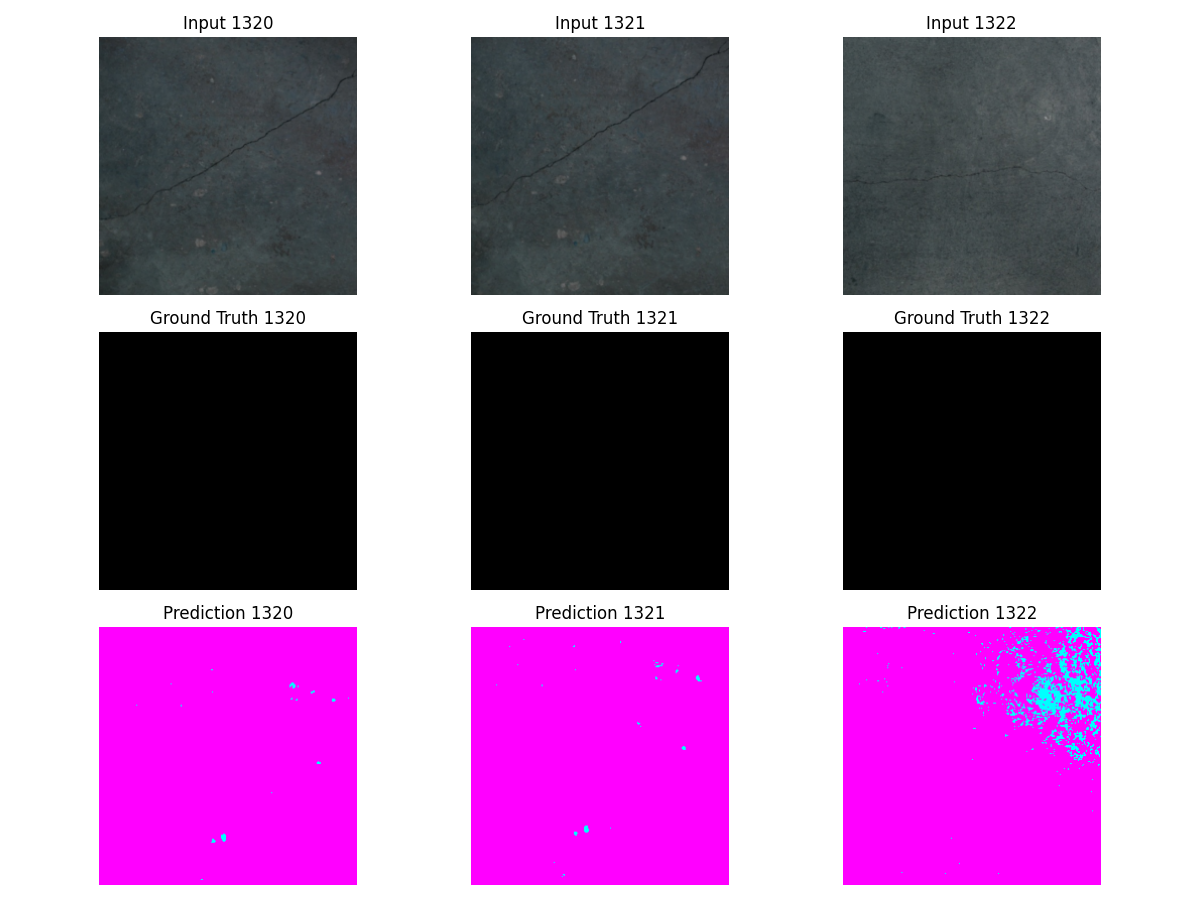 Input 1320
Input 1321
Input 1322
Ground Truth 1320
Ground Truth 1321
Ground Truth 1322
Prediction 1320
Prediction 1321
Prediction 1322